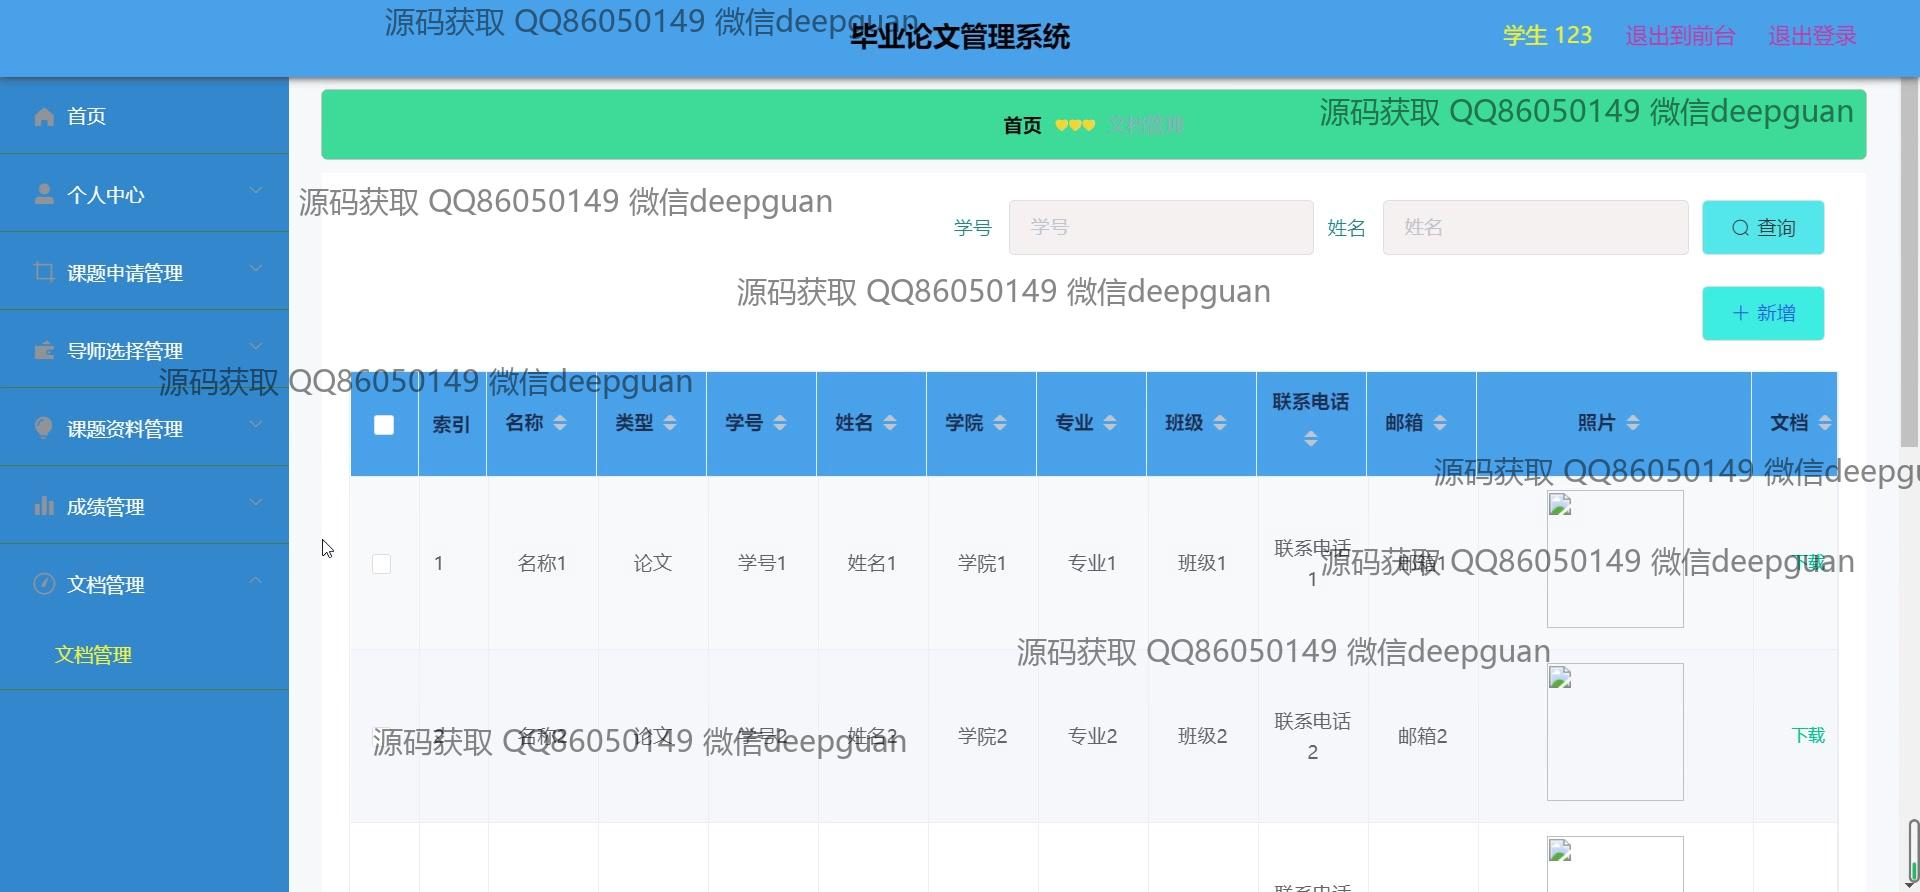 源码获取 QQ86050149 微信deepguan
毕业论文管理系统
学生 123
退出到前台
退出登录
首页
个人中心
课题申请管理
导师选择管理
课题资料管理
成绩管理
文档管理
文档管理
首页 文档管理
源码获取 QQ86050149 微信deepguan
源码获取 QQ86050149 微信deepguan
学号 学号 姓名 姓名 查询
源码获取 QQ86050149 微信deepguan
新增
源码获取 QQ86050149 微信deepguan
索引 名称 类型 学号 姓名 学院 专业 班级 联系电话 邮箱 照片 文档
源码获取 QQ86050149 微信deepgu
1 名称1 论文 学号1 姓名1 学院1 专业1 班级1 联系电话1 邮箱1 下载
源码获取 QQ86050149 微信deepguan
源码获取 QQ86050149 微信deepguan
2 名称2 论文 学号2 姓名2 学院2 专业2 班级2 联系电话2 邮箱2 下载
源码获取 QQ86050149 微信deepguan
联系电话